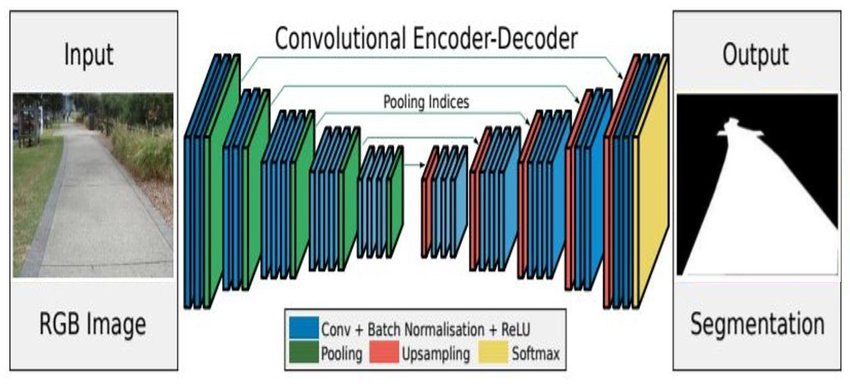 Input
Convolutional Encoder-Decoder
Output
Pooling Indices
RGB Image
Segmentation
Conv + Batch Normalisation + ReLU
Pooling Upsampling Softmax